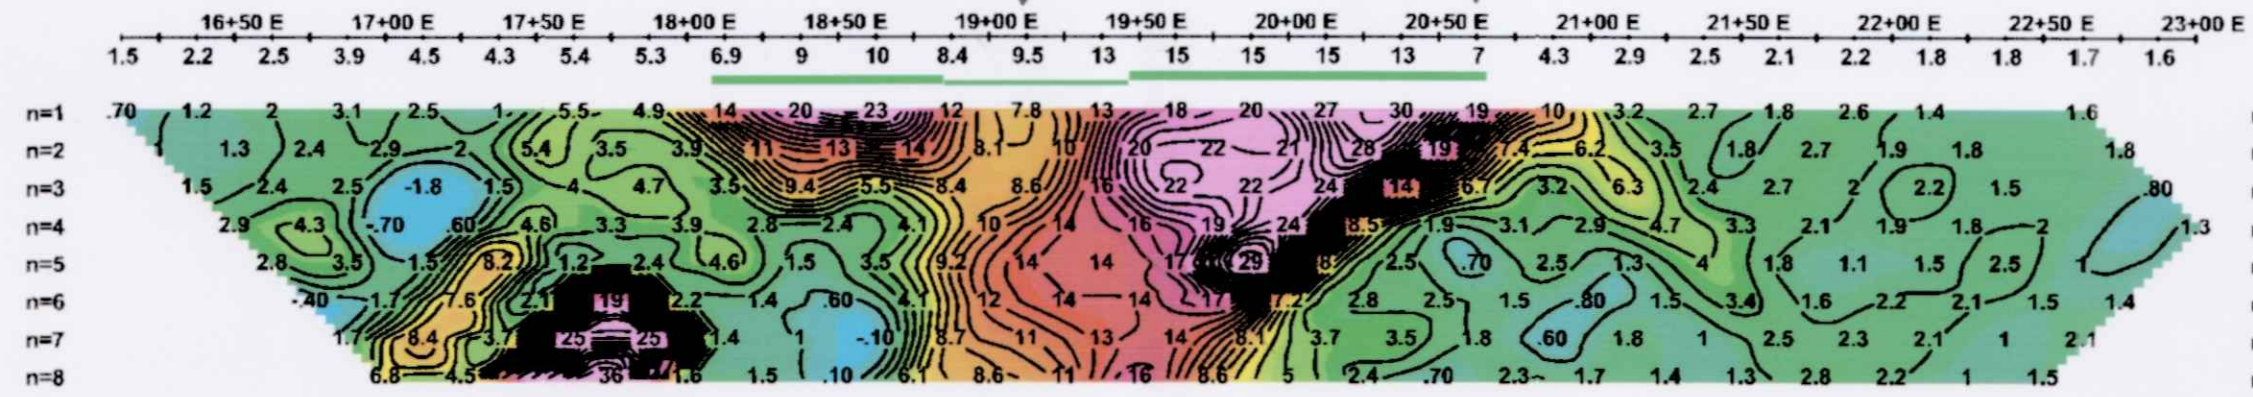 16+50 E 17+00 E 17+50 E 18+00 E 18+50 E 19+00 E 19+50 E 20+00 E 20+50 E 21+00 E 21+50 E 22+00 E 22+50 E 23+00 E
1.5 2.2 2.5 3.9 4.5 4.3 5.4 5.3 6.9 9 10 8.4 9.5 13 15 15 15 13 7 4.3 2.9 2.5 2.1 2.2 1.8 1.8 1.7 1.6
n=1 .70 1.2 2 3.1 2.5 1 5.5 4.9 14 20 23 12 7.8 13 18 20 27 30 19 10 3.2 2.7 1.8 2.6 1.4 1.6
n=2 1 1.3 2.4 2.9 2 5.4 3.5 3.9 11 13 14 8.1 10 20 22 21 28 19 7.4 6.2 3.5 1.8 2.7 1.9 1.8 1.8
n=3 1.5 2.4 2.5 -1.8 1.5 4 4.7 3.5 9.4 5.5 8.4 8.6 16 22 22 24 14 6.7 3.2 6.3 2.4 2.7 2 2.2 1.5 .80
n=4 2.9 4.3 -.70 .60 4.6 3.3 3.9 2.8 2.4 4.1 10 14 16 19 24 8.5 1.9 3.1 2.9 4.7 3.3 2.1 1.9 1.8 2 1.3
n=5 2.8 3.5 1.5 8.2 1.2 2.4 4.6 1.5 3.5 9.2 14 14 17 29 8 2.5 .70 2.5 1.3 4 1.8 1.1 1.5 2.5 1
n=6 -.40 1.7 7.6 2.1 19 2.2 1.4 .60 4.1 12 14 14 17 7.2 2.8 2.5 1.5 .80 1.5 3.4 1.6 2.2 2.1 1.5 1.4
n=7 1.7 8.4 3.7 25 25 1.4 1 -.10 8.7 11 13 14 8.1 3.7 3.5 1.8 .60 1.8 1 2.5 2.3 2.1 1 2.1
n=8 6.8 4.5 36 1.6 1.5 .10 6.1 8.6 11 16 8.6 5 2.4 .70 2.3 1.7 1.4 1.3 2.8 2.2 1 1.5